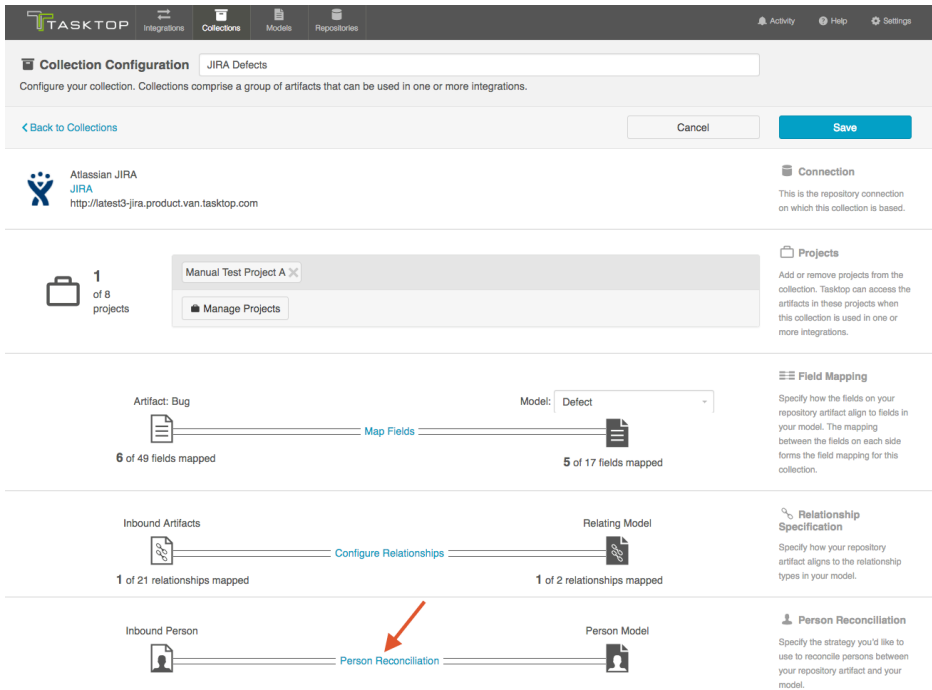 TASKTOP
Integrations
Collections
Models
Repositories
Activity
Help
Settings
Collection Configuration
JIRA Defects
Configure your collection. Collections comprise a group of artifacts that can be used in one or more integrations.
Back to Collections
Cancel
Save
Atlassian JIRA
JIRA
http://latest3-jira.product.van.tasktop.com
Connection
This is the repository connection
on which this collection is based.
1
of 8
projects
Manual Test Project A
Manage Projects
Projects
Add or remove projects from the
collection. Tasktop can access the
artifacts in these projects when
this collection is used in one or
more integrations.
Artifact: Bug
Map Fields
Model: Defect
6 of 49 fields mapped
5 of 17 fields mapped
Field Mapping
Specify how the fields on your
repository artifact align to fields in
your model. The mapping
between the fields on each side
forms the field mapping for this
collection.
Inbound Artifacts
Configure Relationships
Relating Model
1 of 21 relationships mapped
1 of 2 relationships mapped
Relationship
Specification
Specify how your repository
artifact aligns to the relationship
types in your model.
Inbound Person
Person Reconciliation
Person Model
Person Reconciliation
Specify the strategy you'd like to
use to reconcile persons between
your repository artifact and your
model.